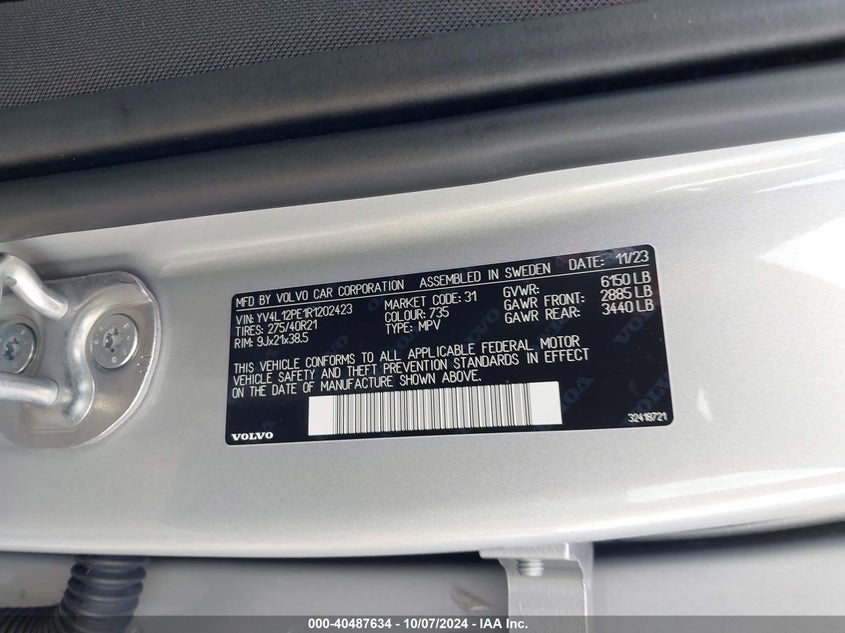 MFD BY VOLVO CAR CORPORATION ASSEMBLED IN SWEDEN DATE: 11/23
VIN: YV4L12PE1R1202423 MARKET CODE: 31 GVWR: 6150 LB
TIRES: 275/40R21 COLOUR: 735 GAWR FRONT: 2885 LB
RIM: 9Jx21x38.5 TYPE: MPV GAWR REAR: 3440 LB
THIS VEHICLE CONFORMS TO ALL APPLICABLE FEDERAL MOTOR
VEHICLE SAFETY AND THEFT PREVENTION STANDARDS IN EFFECT
ON THE DATE OF MANUFACTURE SHOWN ABOVE.
VOLVO 32418721
000-40487634 - 10/07/2024 - IAA Inc.